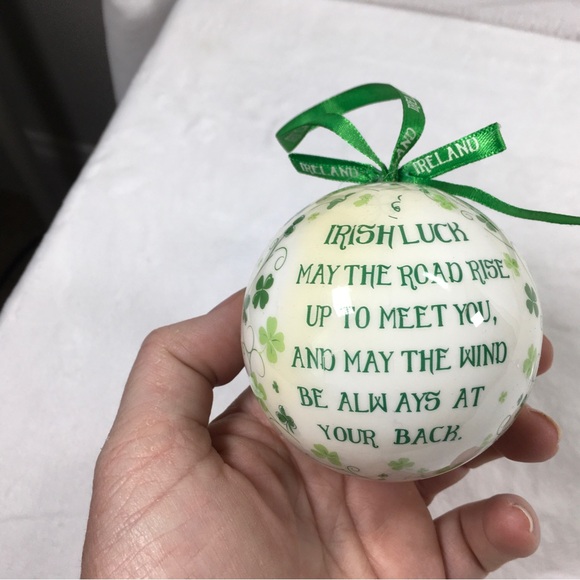 IRELAND
IRELAND
IRISH LUCK
MAY THE ROAD RISE
UP TO MEET YOU,
AND MAY THE WIND
BE ALWAYS AT
YOUR BACK.